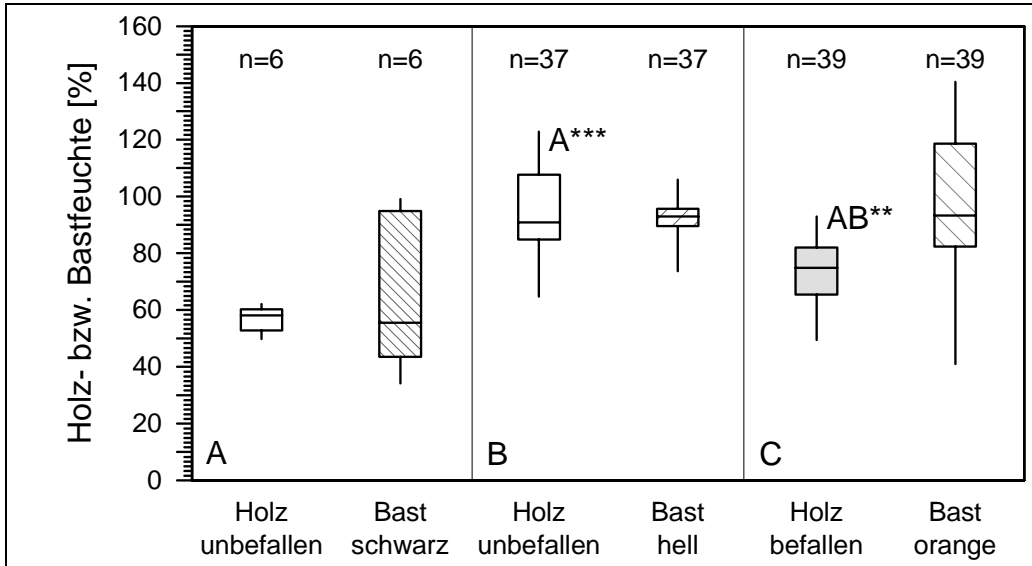 Holz- bzw. Bastfeuchte [%]
160
140
120
100
80
60
40
20
0
n=6 n=6 n=37 n=37 n=39 n=39
A***
AB**
A B C
Holz Bast Holz Bast Holz Bast
unbefallen schwarz unbefallen hell befallen orange